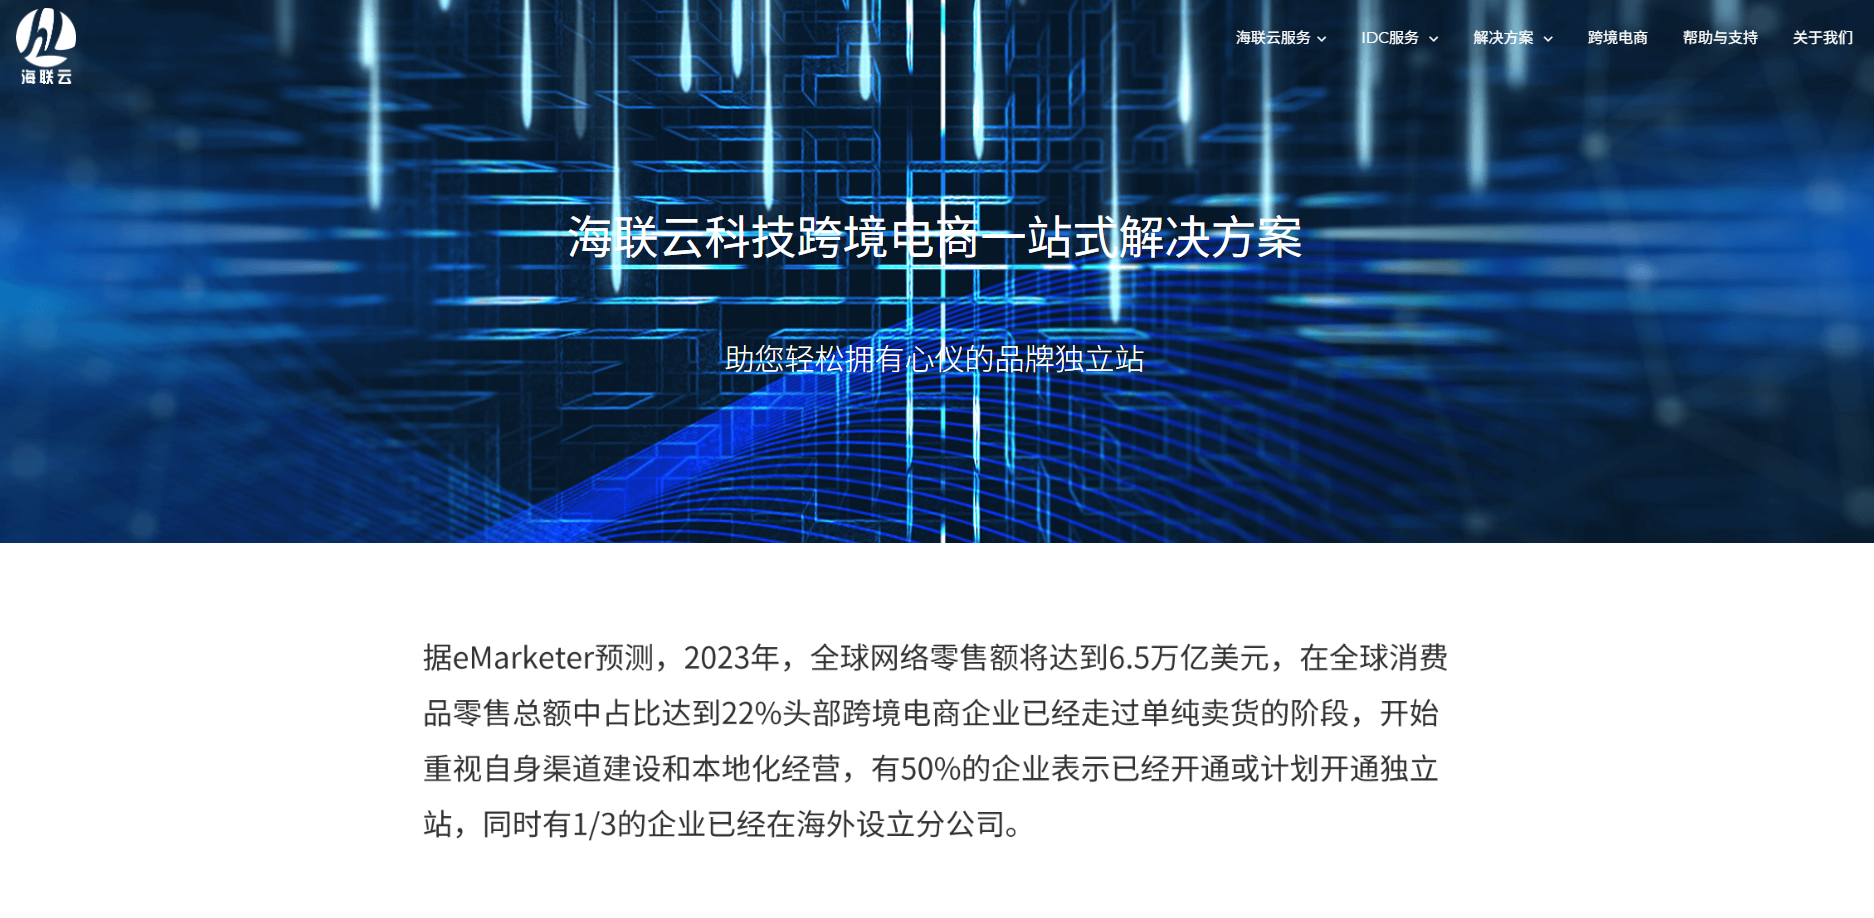 海联云
海联云服务
IDC服务
解决方案
跨境电商
帮助与支持
关于我们
海联云科技跨境电商一站式解决方案
助您轻松拥有心仪的品牌独立站
据eMarketer预测，2023年，全球网络零售额将达到6.5万亿美元，在全球消费
品零售总额中占比达到22%头部跨境电商企业已经走过单纯卖货的阶段，开始
重视自身渠道建设和本地化经营，有50%的企业表示已经开通或计划开通独立
站，同时有1/3的企业已经在海外设立分公司。